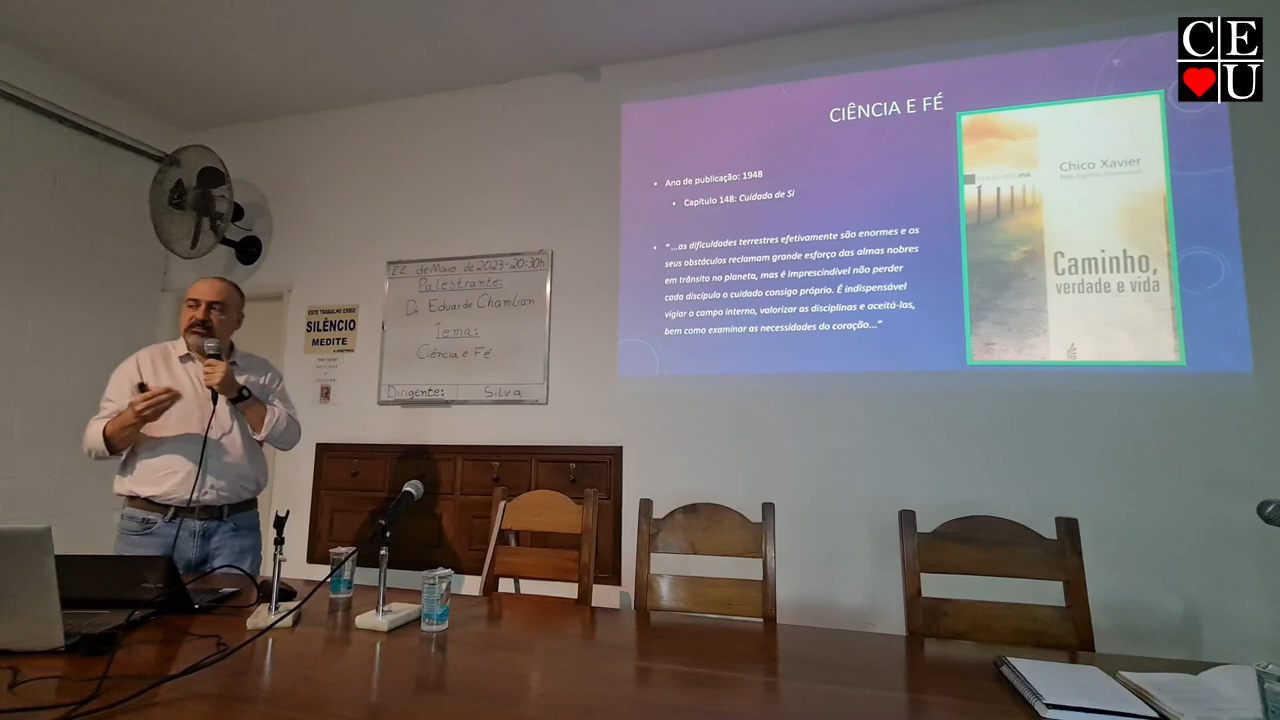 CE
U
CIÊNCIA E FÉ
• Ano de publicação: 1948
• Capítulo 148: Cuidado de Si
• "...as dificuldades terrestres efetivamente são enormes e os
seus obstáculos reclamam grande esforço das almas nobres
em trânsito no planeta, mas é imprescindível não perder
cada discípulo o cuidado consigo próprio. É indispensável
vigiar o campo interno, valorizar as disciplinas e aceitá-las,
bem como examinar as necessidades do coração..."
Chico Xavier
Caminho,
verdade e vida
22 de Maio de 2023-20:30h
Palestrante:
Dr Eduardo Chamlian
Tema:
Ciência e Fé
Dirigente: Silvia
ESTE TRABALHO EXIGE
SILÊNCIO
MEDITE